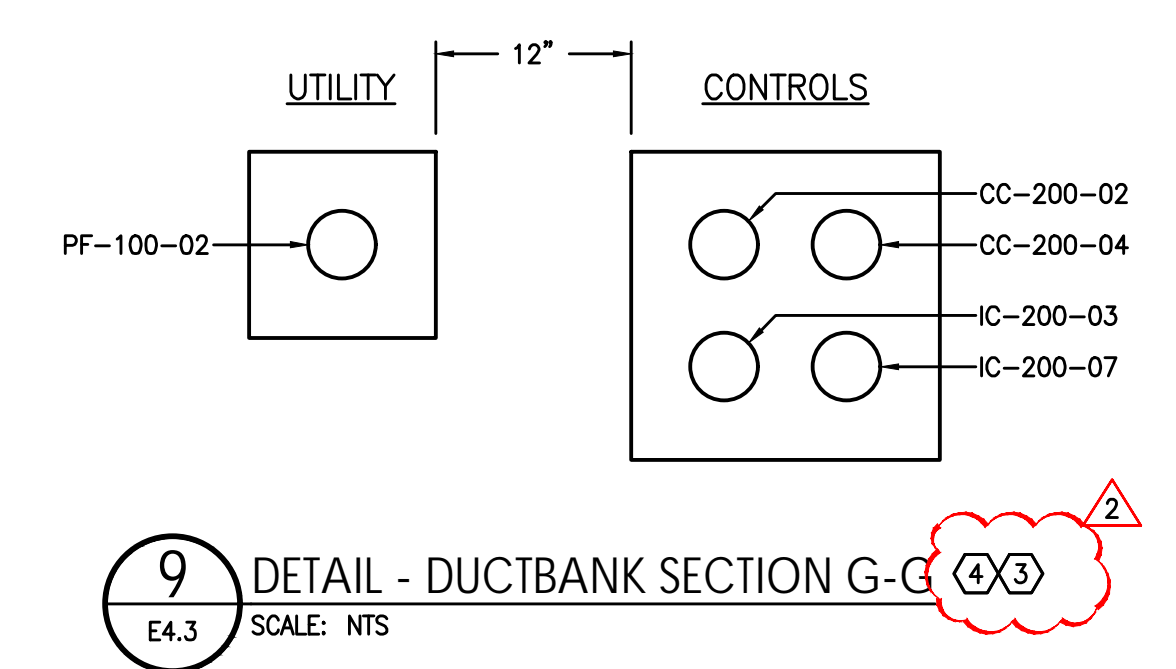 12"
UTILITY
CONTROLS
PF-100-02
CC-200-02
CC-200-04
IC-200-03
IC-200-07
2
9
DETAIL - DUCTBANK SECTION G-G
4 3
E4.3
SCALE: NTS